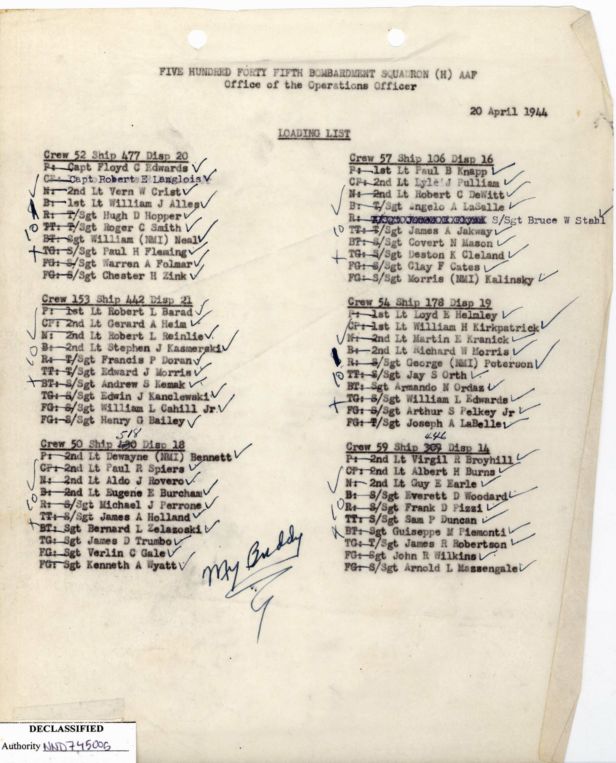 FIVE HUNDRED FORTY FIFTH BOMBARDMENT SQUADRON (H) AAF
Office of the Operations Officer
20 April 1944
LOADING LIST
Crew 52 Ship 477 Disp 20
P: Capt Floyd C Edwards
CP: Capt Robert E Langlois
N: 2nd Lt Vern W Crist
B: 1st Lt William J Alles
R: T/Sgt Hugh D Hopper
TT: T/Sgt Roger C Smith
BT: Sgt William (NMI) Neal
TG: S/Sgt Paul H Fleming
FG: S/Sgt Warren A Folmar
FG: S/Sgt Chester H Zink
Crew 153 Ship 442 Disp 21
P: 1st Lt Robert L Barad
CP: 2nd Lt Gerard A Heim
N: 2nd Lt Robert L Reinlie
B: 2nd Lt Stephen J Kasmerski
R: T/Sgt Francis P Doran
TT: T/Sgt Edward J Morris
BT: S/Sgt Andrew S Kemak
TG: S/Sgt Edwin J Kanclewski
FG: S/Sgt William L Cahill Jr
FG: S/Sgt Henry G Bailey
518
Crew 50 Ship Disp 18
P: 2nd Lt Dewayne (NMI) Bennett
CP: 2nd Lt Paul R Spiers
N: 2nd Lt Aldo J Rovero
B: 2nd Lt Eugene E Burcham
R: S/Sgt Michael J Perrone
TT: S/Sgt James A Holland
BT: Sgt Bernard L Zelazoski
TG: Sgt James D Trumbo
FG: Sgt Verlin C Gale
FG: Sgt Kenneth A Wyatt
Crew 57 Ship 106 Disp 16
P: 1st Lt Paul B Knapp
CP: 2nd Lt Lyle J Pulliam
N: 2nd Lt Robert C DeWitt
B: T/Sgt Angelo A LaSalle
R: S/Sgt Bruce W Stahl
TT: S/Sgt James A Jakway
BT: S/Sgt Covert N Mason
TG: S/Sgt Deston K Cleland
FG: S/Sgt Clay F Cates
FG: S/Sgt Morris (NMI) Kalinsky
Crew 54 Ship 178 Disp 19
P: 1st Lt Loyd E Helmley
CP: 1st Lt William H Kirkpatrick
N: 2nd Lt Martin E Kranick
B: 2nd Lt Richard W Morris
R: S/Sgt George (NMI) Peterson
TT: S/Sgt Jay S Orth
BT: Sgt Armando N Ordaz
TG: S/Sgt William L Edwards
FG: S/Sgt Arthur S Pelkey Jr
FG: T/Sgt Joseph A LaBelle
446
Crew 59 Ship 309 Disp 14
P: 2nd Lt Virgil R Broyhill
CP: 2nd Lt Albert H Burns
N: 2nd Lt Guy E Earle
B: S/Sgt Everett D Woodard
R: S/Sgt Frank D Pizzi
TT: S/Sgt Sam P Duncan
BT: Sgt Guiseppe M Piemonti
TG: T/Sgt James R Robertson
FG: Sgt John R Wilkins
FG: S/Sgt Arnold L Massengale
My Buddy
DECLASSIFIED
Authority NND745005